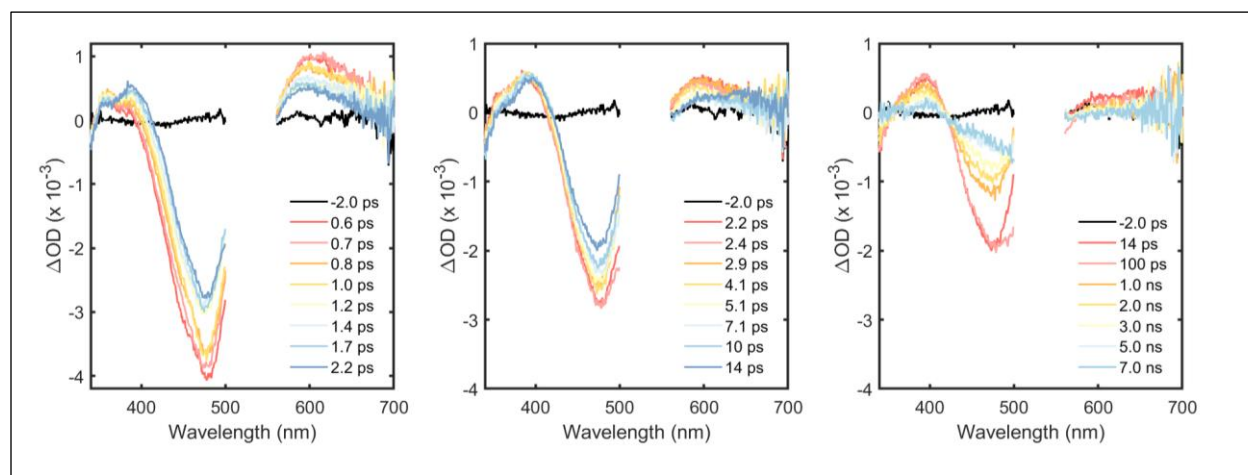 1
0
-1
-2
-3
-4
400
500
600
700
ΔOD (x 10⁻³)
Wavelength (nm)
-2.0 ps
0.6 ps
0.7 ps
0.8 ps
1.0 ps
1.2 ps
1.4 ps
1.7 ps
2.2 ps
1
0
-1
-2
-3
-4
400
500
600
700
ΔOD (x 10⁻³)
Wavelength (nm)
-2.0 ps
2.2 ps
2.4 ps
2.9 ps
4.1 ps
5.1 ps
7.1 ps
10 ps
14 ps
1
0
-1
-2
-3
-4
400
500
600
700
ΔOD (x 10⁻³)
Wavelength (nm)
-2.0 ps
14 ps
100 ps
1.0 ns
2.0 ns
3.0 ns
5.0 ns
7.0 ns